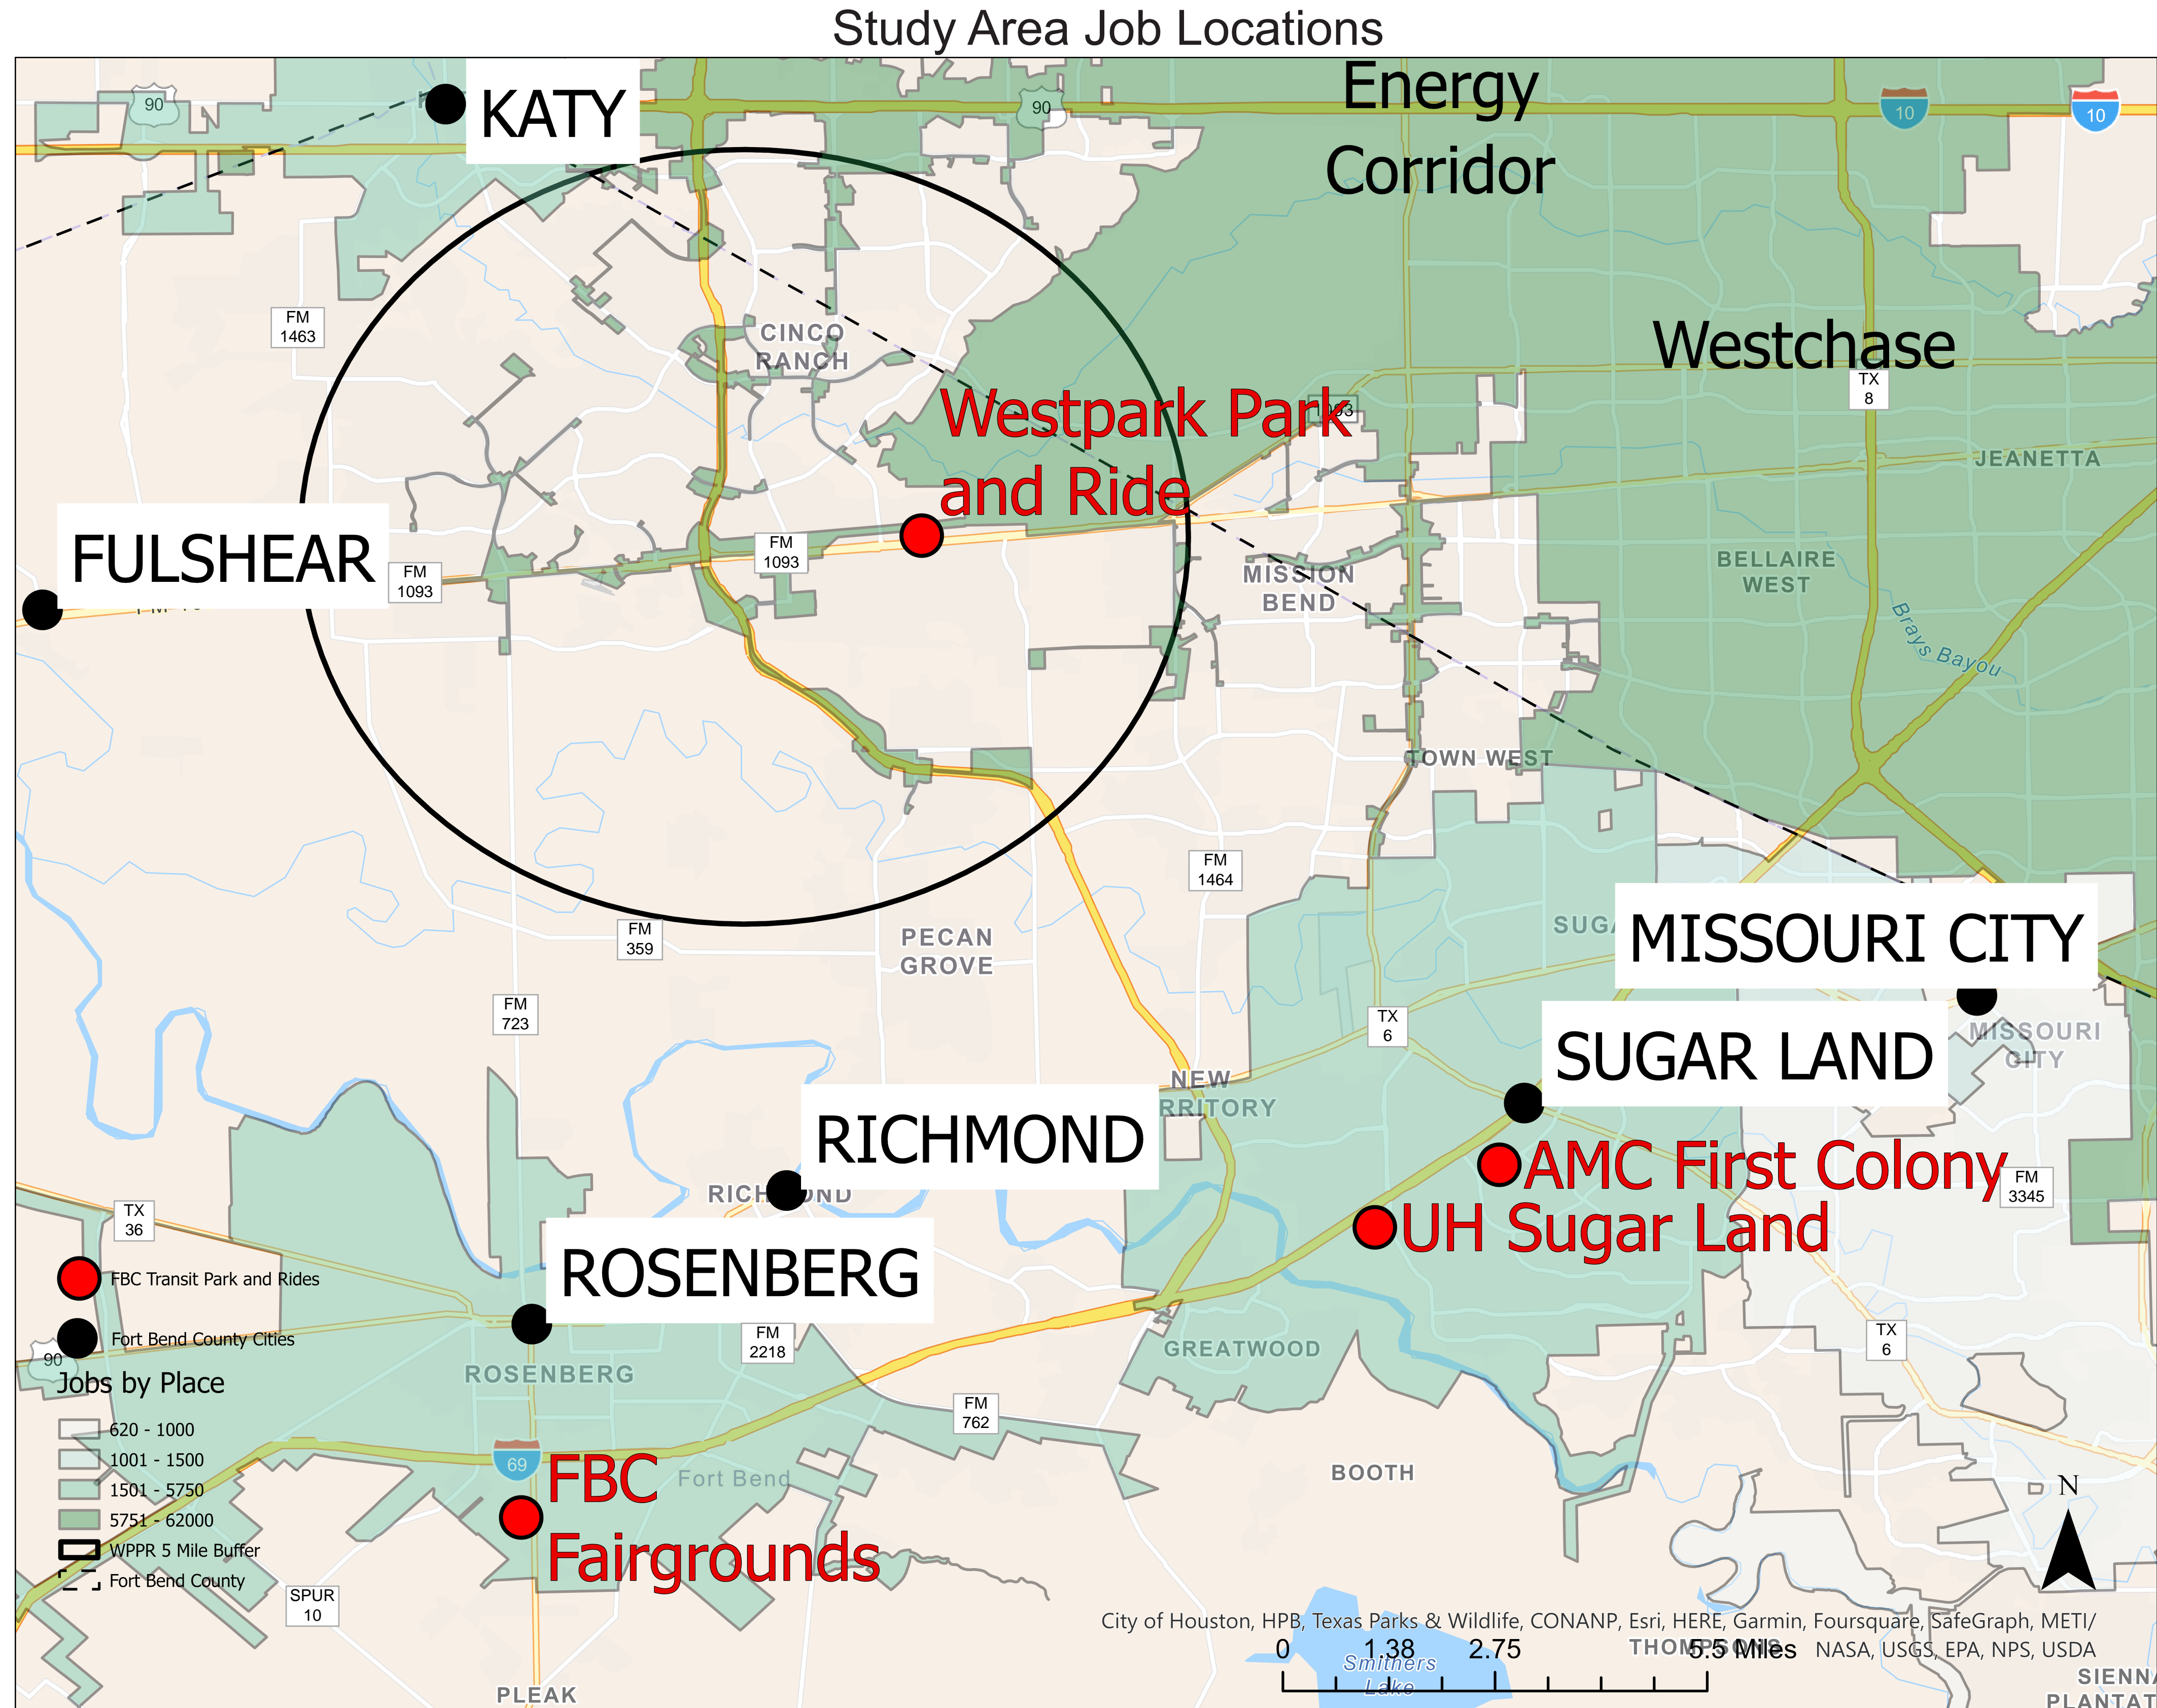 Study Area Job Locations
90
KATY
90
Energy
Corridor
10
10
FM
1463
CINCO
RANCH
Westchase
TX
8
Westpark Park
and Ride
JEANETTA
FULSHEAR
FM
1093
FM
1093
MISSION
BEND
BELLAIRE
WEST
Brays Bayou
TOWN WEST
FM
1464
FM
359
PECAN
GROVE
MISSOURI CITY
FM
723
TX
6
MISSOURI
CITY
SUGAR LAND
NEW
RRITORY
RICHMOND
RICHMOND
AMC First Colony
FM
3345
UH Sugar Land
TX
36
ROSENBERG
FBC Transit Park and Rides
Fort Bend County Cities
90
FM
2218
GREATWOOD
TX
6
ROSENBERG
Jobs by Place
620 - 1000
1001 - 1500
1501 - 5750
5751 - 62000
WPPR 5 Mile Buffer
Fort Bend County
FM
762
69
Fort Bend
FBC
Fairgrounds
BOOTH
N
SPUR
10
City of Houston, HPB, Texas Parks & Wildlife, CONANP, Esri, HERE, Garmin, Foursquare, SafeGraph, METI/
NASA, USGS, EPA, NPS, USDA
0 1.38 2.75 5.5 Miles
THOMPSONS
Smithers
Lake
PLEAK
SIENNA
PLANTAT